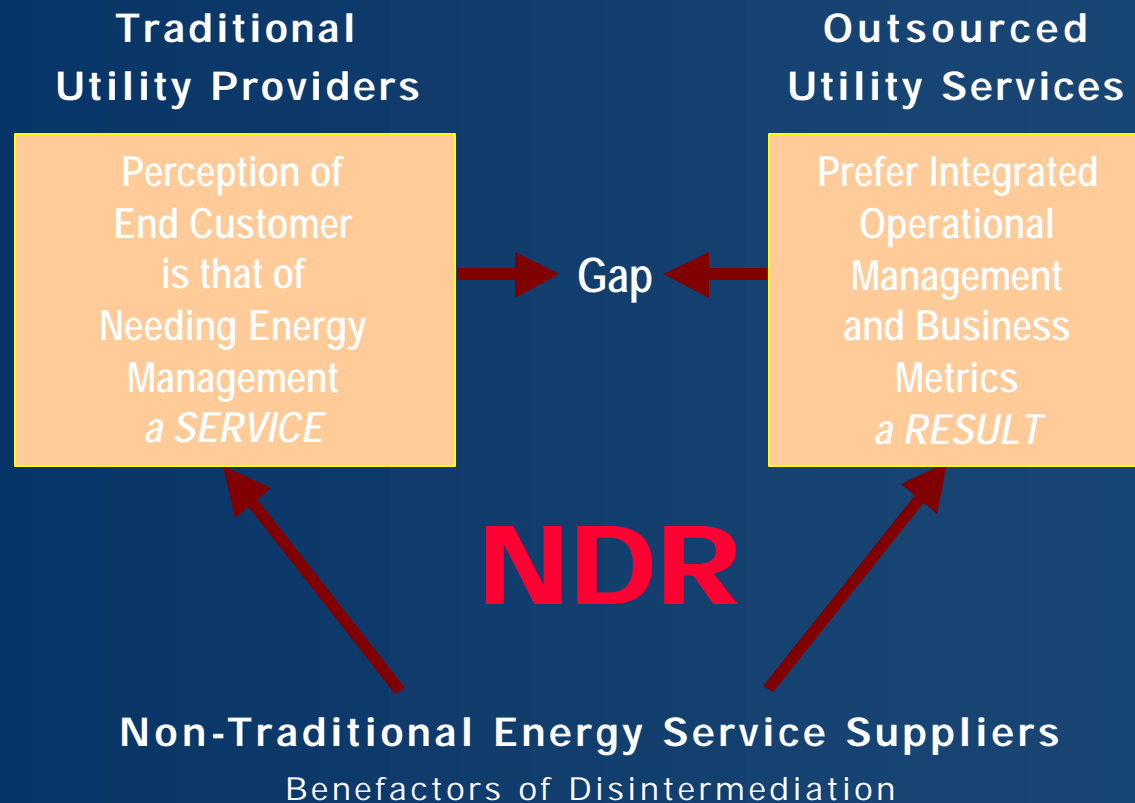 Traditional
Utility Providers
Outsourced
Utility Services
Perception of
End Customer
is that of
Needing Energy
Management
a SERVICE
Gap
Prefer Integrated
Operational
Management
and Business
Metrics
a RESULT
NDR
Non-Traditional Energy Service Suppliers
Benefactors of Disintermediation